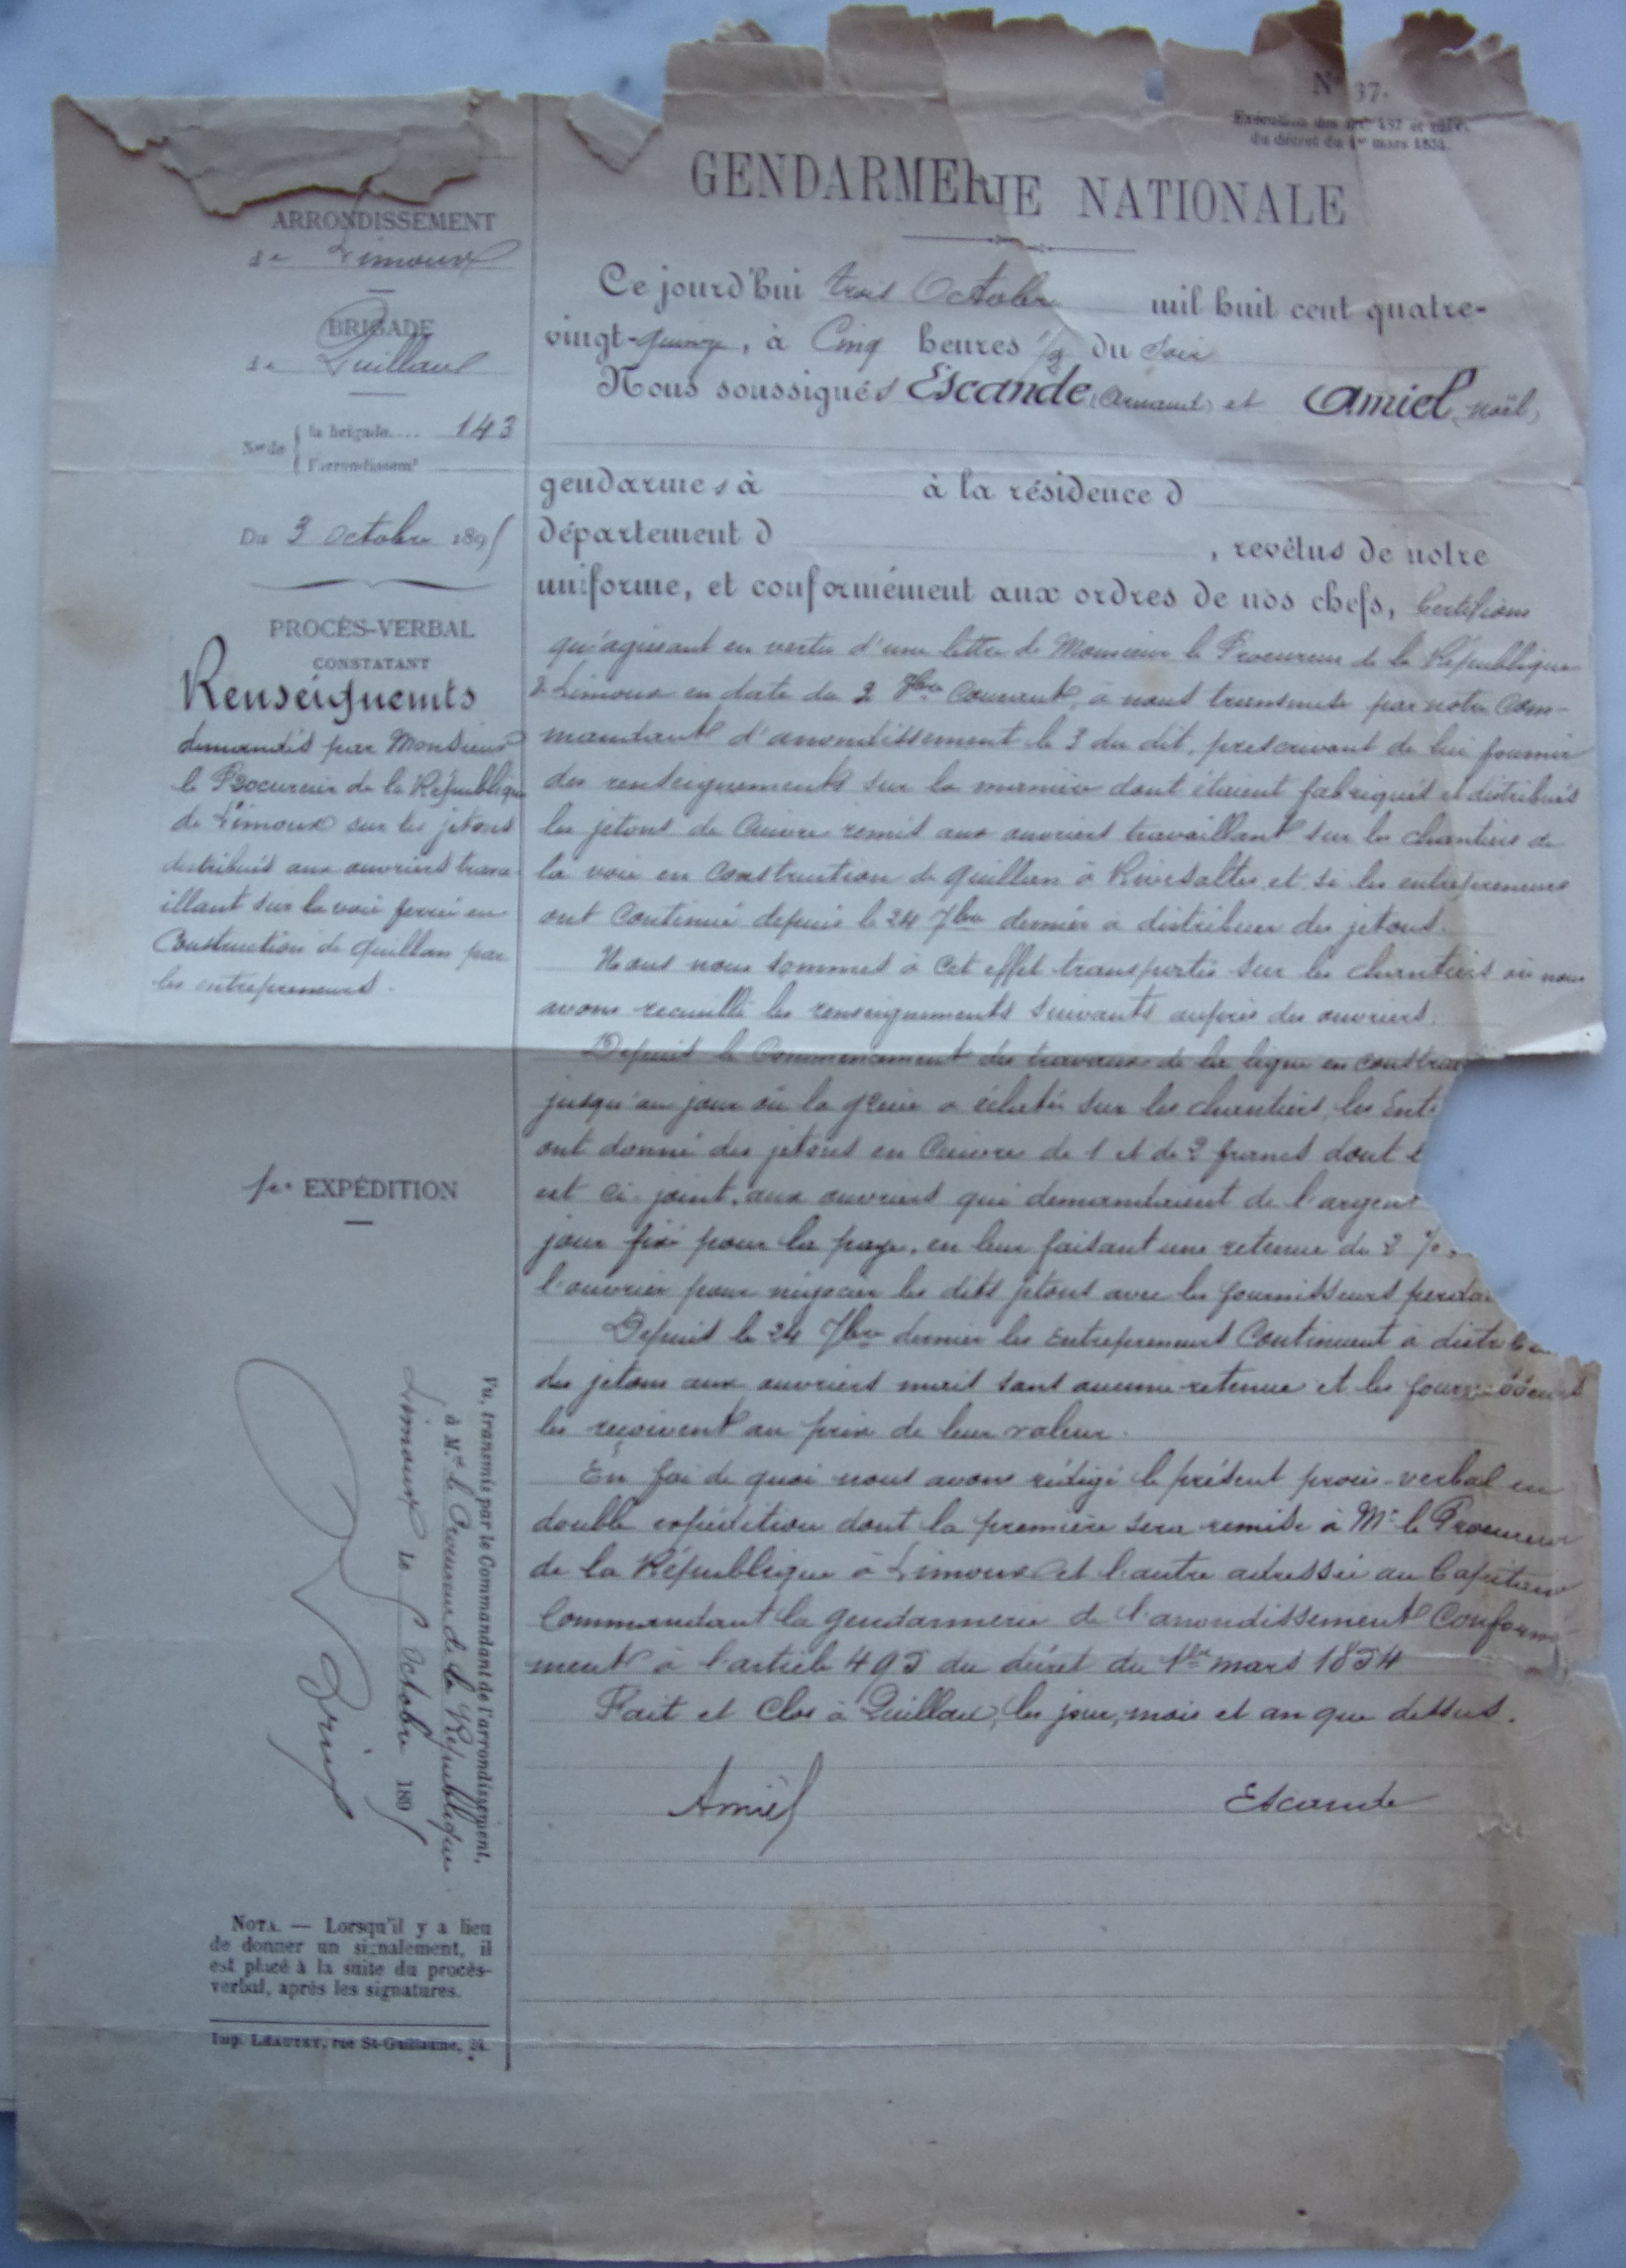 N° 37.
Exécution des art. 487 et suiv.
du décret du 1er mars 1854.
GENDARMERIE NATIONALE
ARRONDISSEMENT
de Limoux
BRIGADE
de Quillan
Nos de { la brigade.... 143
l'arrondissemt
Du 3 Octobre 1895
PROCÈS-VERBAL
CONSTATANT
Renseignemts
demandés par Monsieur
le Procureur de la République
de Limoux sur les jetons
distribués aux ouvriers trava-
illant sur la voie ferrée en
Construction de Quillan par
les entrepreneurs.
1re EXPÉDITION
Vu, transmis par le Commandant de l'arrondissement,
à Mr le Procureur de la République
Limoux le 5 Octobre 1895
NOTA. — Lorsqu'il y a lieu
de donner un signalement, il
est placé à la suite du procès-
verbal, après les signatures.
Imp. LÉAUTEY, rue St-Guillaume, 24.
Ce jourd'hui trois Octobre mil huit cent quatre-
vingt-quinze, à Cinq heures 1/2 du soir
Nous soussignés Escande, (Armand) et Amiel, Noël,
gendarmes à à la résidence d
département d , revêtus de notre
uniforme, et conformément aux ordres de nos chefs, Certifions
qu'agissant en vertu d'une lettre de Monsieur le Procureur de la République
à Limoux en date du 2 courant, à nous transmise par notre Com-
mandant d'arrondissement le 3 du dit, prescrivant de lui fournir
des renseignements sur la manière dont étaient fabriqués et distribués
les jetons de Cuivre remis aux ouvriers travaillant sur les chantiers de
la voie en construction de Quillan à Rivesaltes et si les entrepreneurs
ont continué depuis le 24 7bre dernier à distribuer des jetons.
Nous nous sommes à cet effet transportés sur les chantiers où nous
avons recueilli les renseignements suivants auprès des ouvriers.
Depuis le Commencement des travaux de la ligne en constru
jusqu'au jour où la grève a éclaté sur les chantiers, les Ent
ont donné des jetons en Cuivre de 1 et de 2 francs dont
est ci-joint, aux ouvriers qui demandaient de l'argent
jour fixé pour la paye, en leur faisant une retenue de 2 %,
l'ouvrier pour négocier les dits jetons avec les fournisseurs perda
Depuis le 24 7bre dernier les Entrepreneurs Continuent à distribuer
des jetons aux ouvriers mais sans aucune retenue et les fournisseurs
les reçoivent au prix de leur valeur.
En foi de quoi nous avons rédigé le présent procès-verbal en
double expédition dont la première sera remise à Mr le Procureur
de la République à Limoux et l'autre adressée au Capitaine
Commandant la gendarmerie de l'arrondissement Conformé-
ment à l'article 495 du décret du 1er mars 1854
Fait et Clos à Quillan, les jour, mois et an que dessus.
Amiel Escande